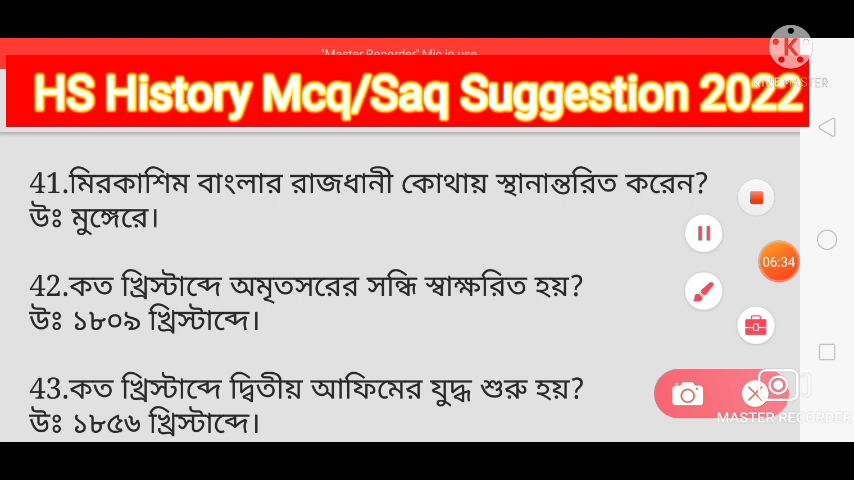 "Master Recorder" Mic in use
HS History Mcq/Saq Suggestion 2022
KINEMASTER
41.মিরকাশিম বাংলার রাজধানী কোথায় স্থানান্তরিত করেন?
উঃ মুঙ্গেরে।
06:34
42.কত খ্রিস্টাব্দে অমৃতসরের সন্ধি স্বাক্ষরিত হয়?
উঃ ১৮০৯ খ্রিস্টাব্দে।
43.কত খ্রিস্টাব্দে দ্বিতীয় আফিমের যুদ্ধ শুরু হয়?
উঃ ১৮৫৬ খ্রিস্টাব্দে।
MASTER RECORDER